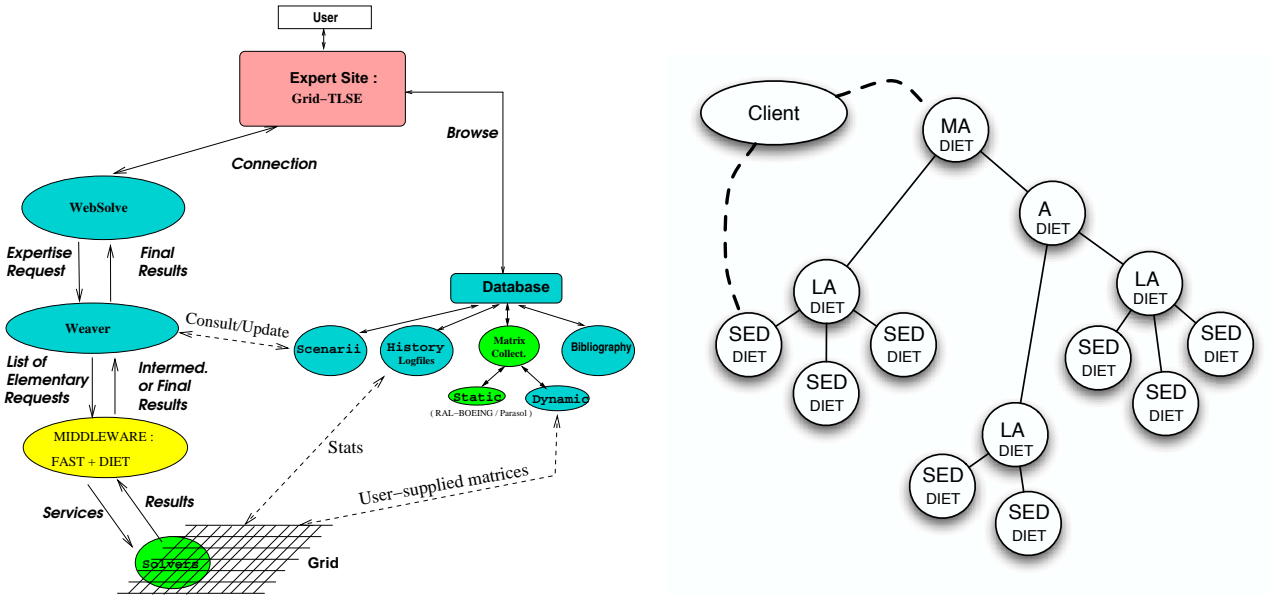 User
Expert Site :
Grid-TLSE
Browse
Connection
WebSolve
Expertise
Request
Final
Results
Database
Weaver
Consult/Update
Scenarii
History
Logfiles
Matrix
Collect.
Bibliography
List of
Elementary
Requests
Intermed.
or Final
Results
Static
Dynamic
( RAL-BOEING / Parasol )
MIDDLEWARE :
FAST + DIET
Stats
User-supplied matrices
Services
Results
Solvers
Grid
Client
MA
DIET
A
DIET
LA
DIET
LA
DIET
SED
DIET
SED
DIET
SED
DIET
SED
DIET
SED
DIET
SED
DIET
LA
DIET
SED
DIET
SED
DIET